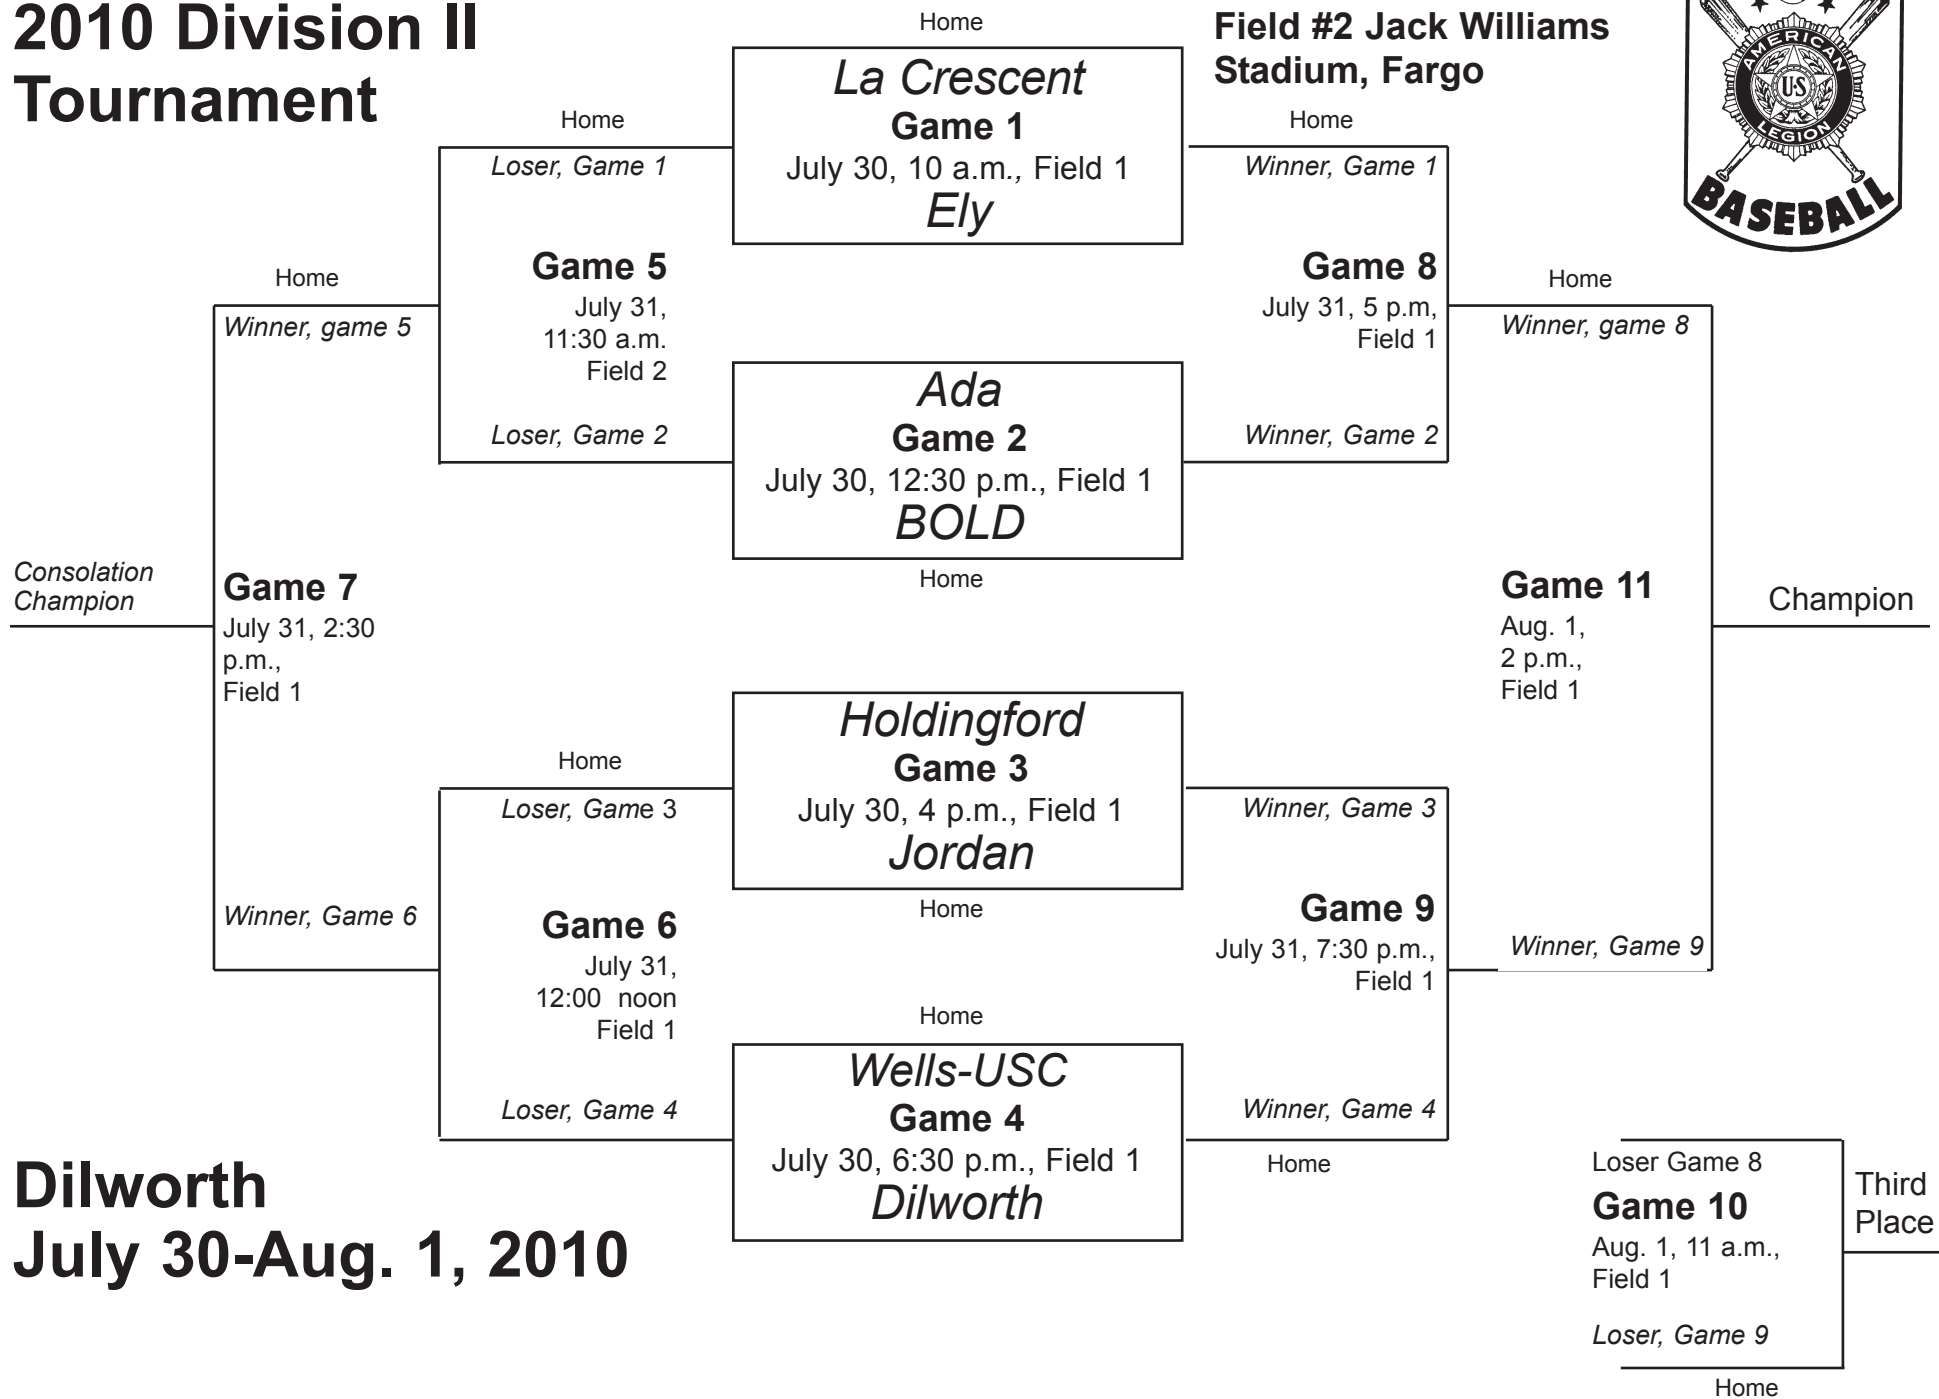 2010 Division II
Tournament
Field #2 Jack Williams
Stadium, Fargo
AMERICAN
U·S
LEGION
BASEBALL
Home
La Crescent
Game 1
July 30, 10 a.m., Field 1
Ely
Home
Loser, Game 1
Game 5
July 31,
11:30 a.m.
Field 2
Loser, Game 2
Home
Winner, Game 1
Game 8
July 31, 5 p.m,
Field 1
Winner, Game 2
Home
Winner, game 5
Home
Winner, game 8
Ada
Game 2
July 30, 12:30 p.m., Field 1
BOLD
Home
Consolation
Champion
Game 7
July 31, 2:30
p.m.,
Field 1
Game 11
Aug. 1,
2 p.m.,
Field 1
Champion
Holdingford
Game 3
July 30, 4 p.m., Field 1
Jordan
Home
Home
Loser, Game 3
Winner, Game 3
Winner, Game 6
Game 6
July 31,
12:00 noon
Field 1
Loser, Game 4
Game 9
July 31, 7:30 p.m.,
Field 1
Winner, Game 9
Home
Wells-USC
Game 4
July 30, 6:30 p.m., Field 1
Dilworth
Winner, Game 4
Home
Dilworth
July 30-Aug. 1, 2010
Loser Game 8
Game 10
Aug. 1, 11 a.m.,
Field 1
Loser, Game 9
Home
Third
Place